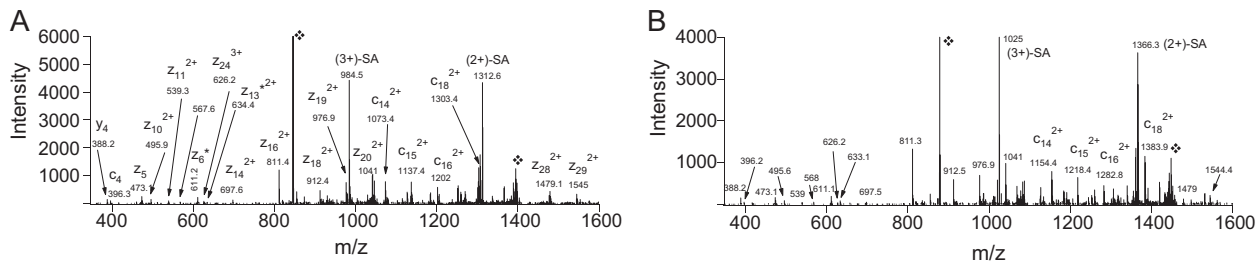 A
Intensity
6000
5000
4000
3000
2000
1000
y4
388.2
c4
396.3
z5
473.1
z10 2+
495.9
z11 2+
539.3
567.6
z6*
611.2
z24 3+
626.2
z13*2+
634.4
z14 2+
697.6
z16 2+
811.4
❖
z18 2+
912.4
z19 2+
976.9
(3+)-SA
984.5
z20 2+
1041
c14 2+
1073.4
c15 2+
1137.4
c16 2+
1202
c18 2+
1303.4
(2+)-SA
1312.6
❖
z28 2+
1479.1
z29 2+
1545
400 600 800 1000 1200 1400 1600
m/z
B
Intensity
4000
3000
2000
1000
388.2
396.2
473.1
495.6
539
568
611.1
626.2
633.1
697.5
811.3
❖
912.5
976.9
1025
(3+)-SA
1041
c14 2+
1154.4
c15 2+
1218.4
c16 2+
1282.8
1366.3 (2+)-SA
c18 2+
1383.9
❖
1479
1544.4
400 600 800 1000 1200 1400 1600
m/z